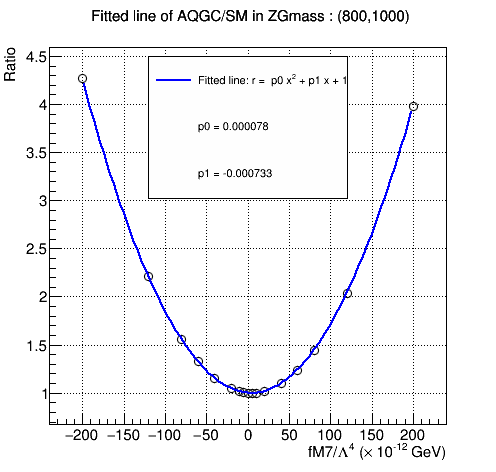 Fitted line of AQGC/SM in ZGmass : (800,1000)
Ratio
4.5
4
3.5
3
2.5
2
1.5
1
Fitted line: r =  p0 x² + p1 x + 1
p0 = 0.000078
p1 = -0.000733
−200 −150 −100 −50 0 50 100 150 200
fM7/Λ⁴ (× 10⁻¹² GeV)